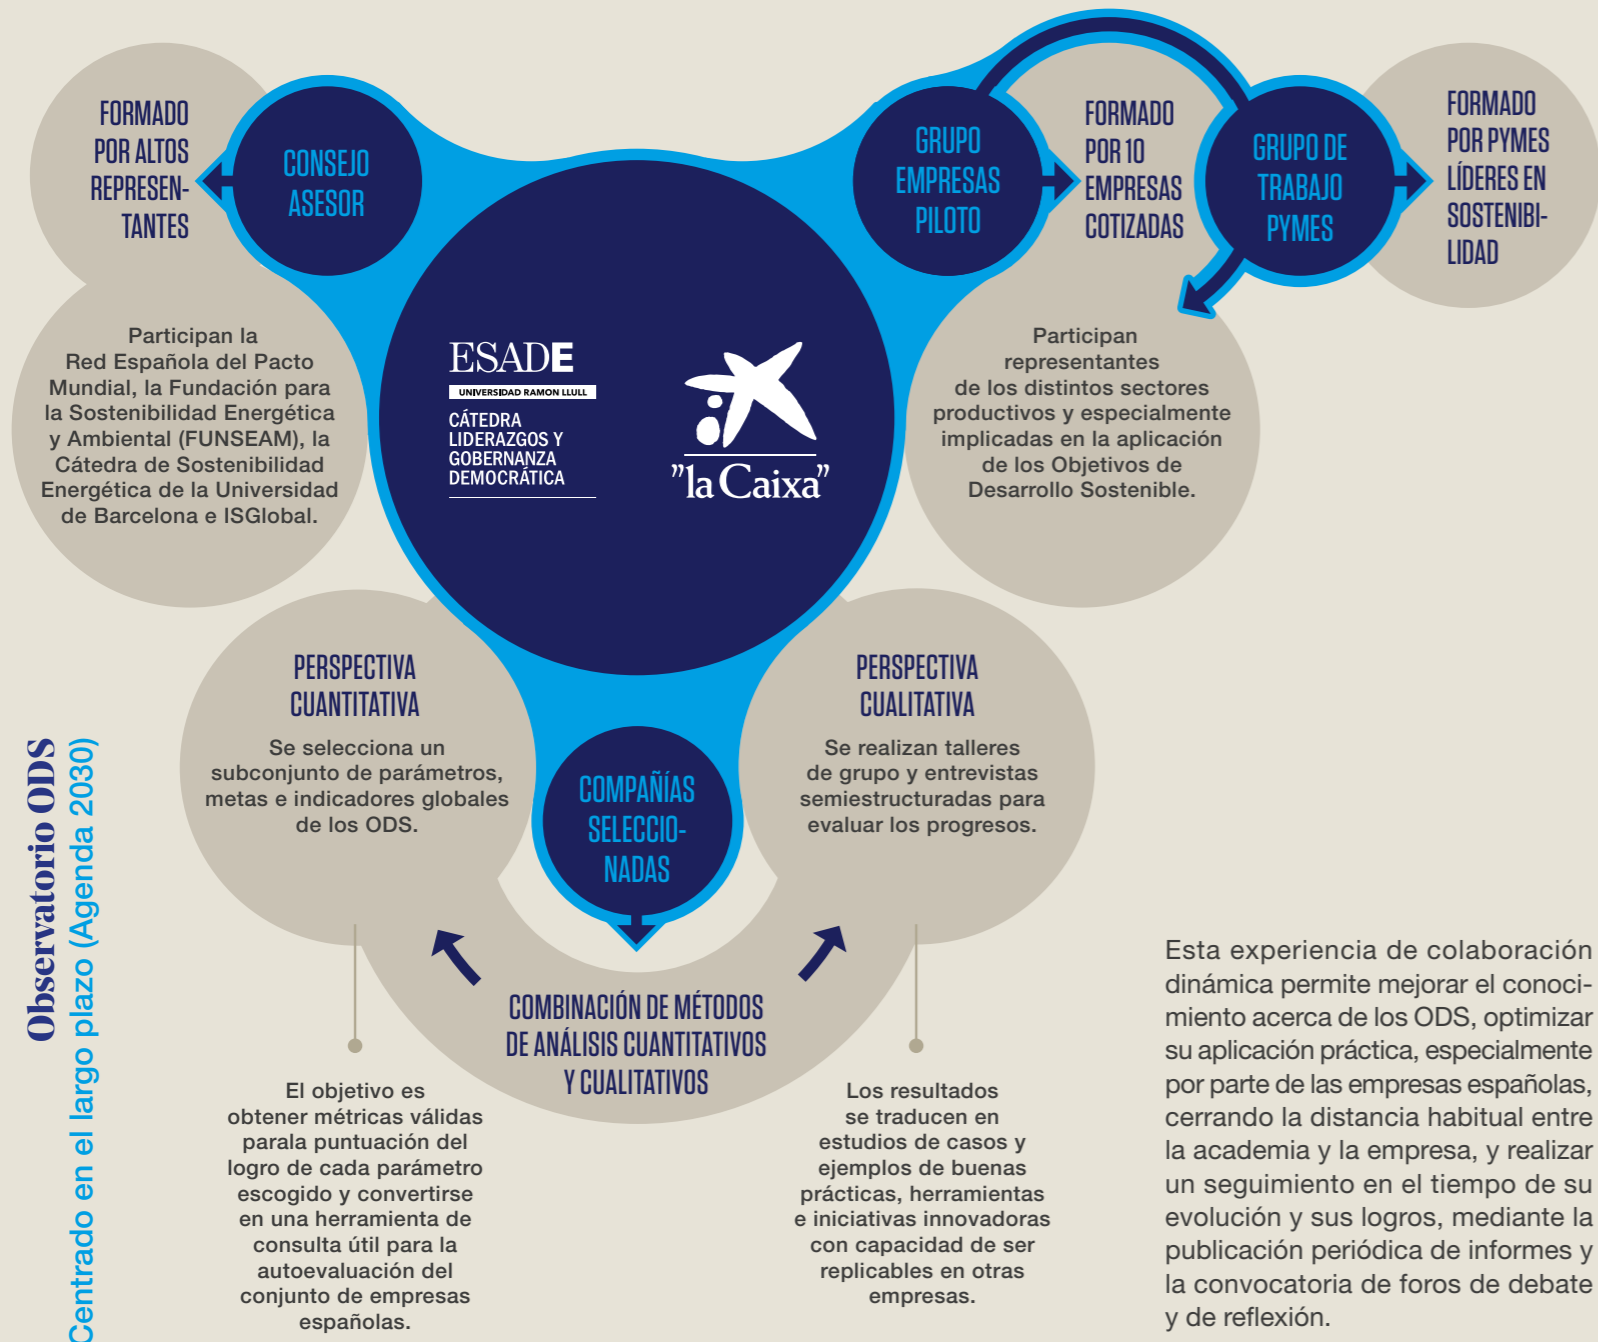 FORMADO
POR ALTOS
REPRESEN-
TANTES
CONSEJO
ASESOR
Participan la
Red Española del Pacto
Mundial, la Fundación para
la Sostenibilidad Energética
y Ambiental (FUNSEAM), la
Cátedra de Sostenibilidad
Energética de la Universidad
de Barcelona e ISGlobal.
ESADE
UNIVERSIDAD RAMON LLULL
CÁTEDRA
LIDERAZGOS Y
GOBERNANZA
DEMOCRÁTICA
"la Caixa"
GRUPO
EMPRESAS
PILOTO
FORMADO
POR 10
EMPRESAS
COTIZADAS
GRUPO DE
TRABAJO
PYMES
FORMADO
POR PYMES
LÍDERES EN
SOSTENIBI-
LIDAD
Participan
representantes
de los distintos sectores
productivos y especialmente
implicadas en la aplicación
de los Objetivos de
Desarrollo Sostenible.
PERSPECTIVA
CUANTITATIVA
Se selecciona un
subconjunto de parámetros,
metas e indicadores globales
de los ODS.
COMPAÑÍAS
SELECCIO-
NADAS
PERSPECTIVA
CUALITATIVA
Se realizan talleres
de grupo y entrevistas
semiestructuradas para
evaluar los progresos.
COMBINACIÓN DE MÉTODOS
DE ANÁLISIS CUANTITATIVOS
Y CUALITATIVOS
El objetivo es
obtener métricas válidas
parala puntuación del
logro de cada parámetro
escogido y convertirse
en una herramienta de
consulta útil para la
autoevaluación del
conjunto de empresas
españolas.
Los resultados
se traducen en
estudios de casos y
ejemplos de buenas
prácticas, herramientas
e iniciativas innovadoras
con capacidad de ser
replicables en otras
empresas.
Observatorio ODS
Centrado en el largo plazo (Agenda 2030)
Esta experiencia de colaboración
dinámica permite mejorar el conoci-
miento acerca de los ODS, optimizar
su aplicación práctica, especialmente
por parte de las empresas españolas,
cerrando la distancia habitual entre
la academia y la empresa, y realizar
un seguimiento en el tiempo de su
evolución y sus logros, mediante la
publicación periódica de informes y
la convocatoria de foros de debate
y de reflexión.